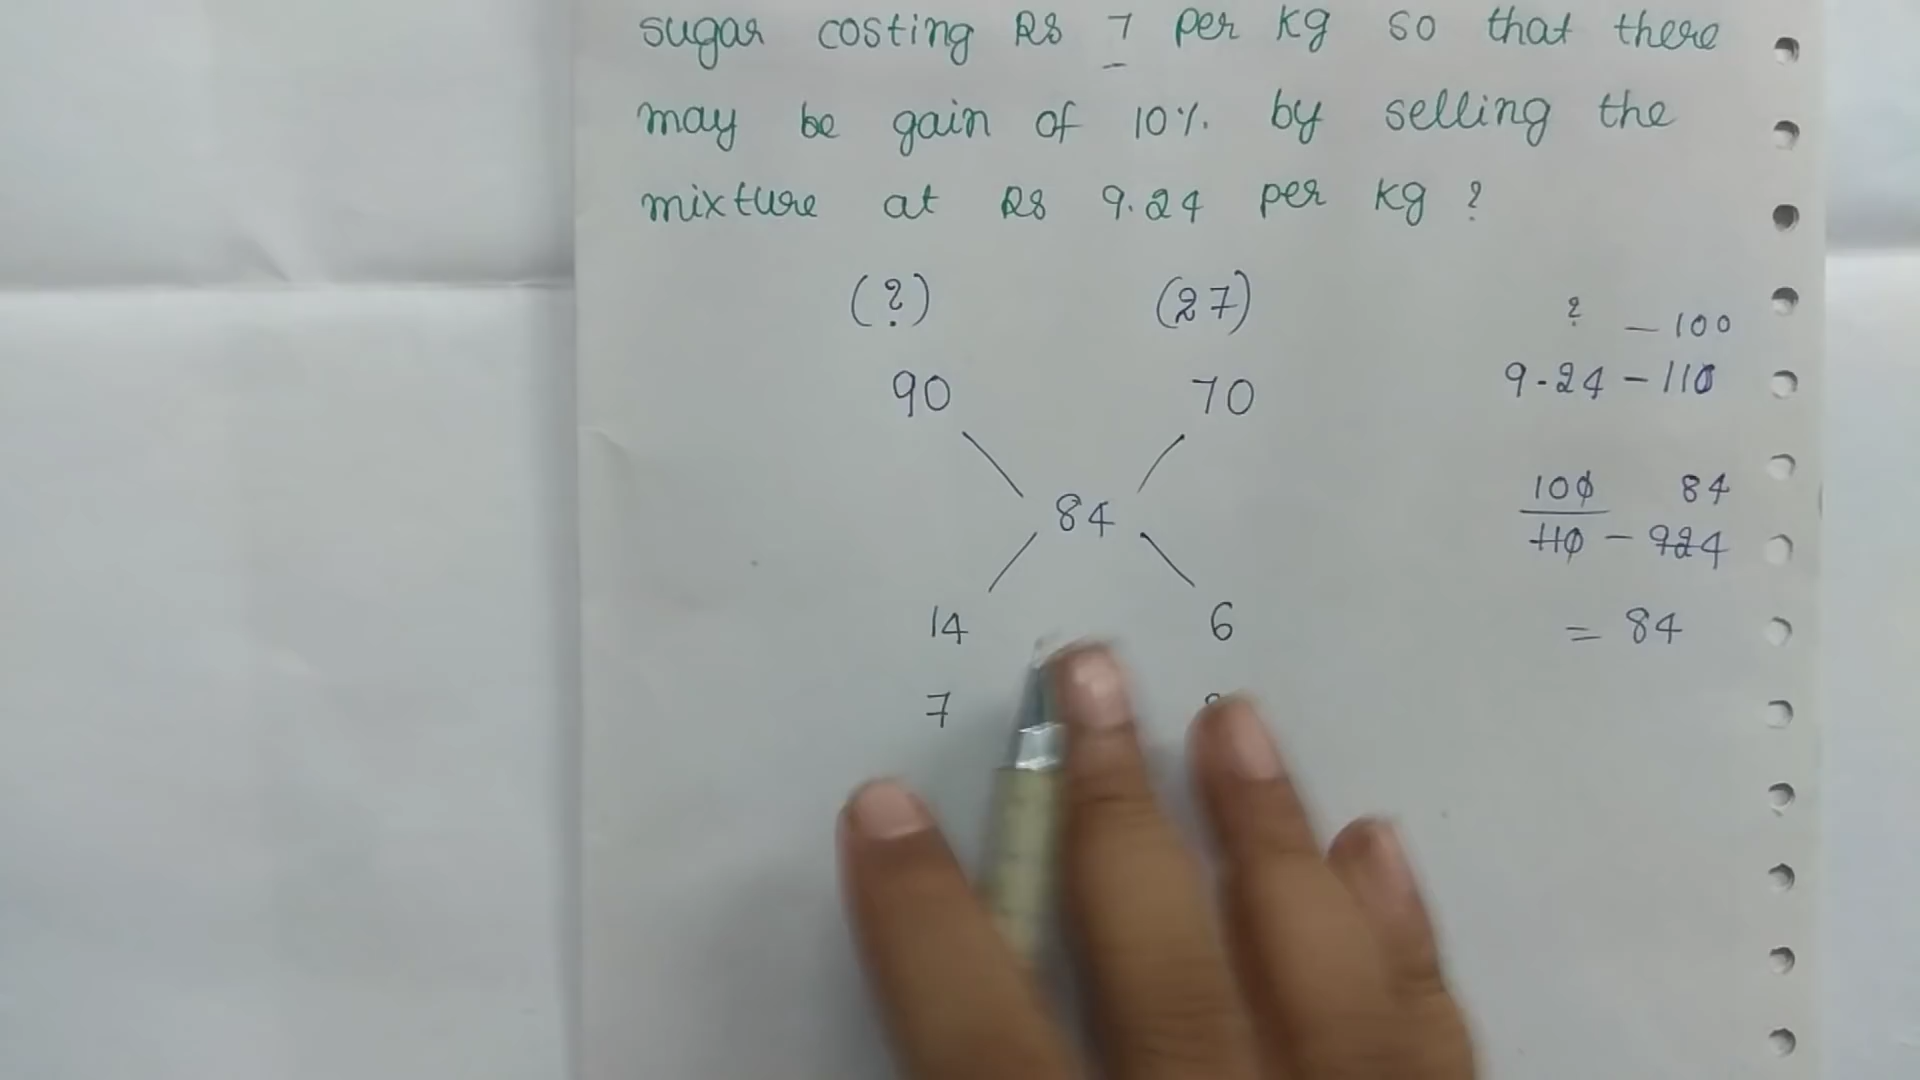 sugar costing Rs 7 per kg so that there
may be gain of 10%. by selling the
mixture at Rs 9.24 per kg ?
(?) (27)
90 70
84
14 6
7
? — 100
9.24 — 110
100 84
110 — 924
= 84